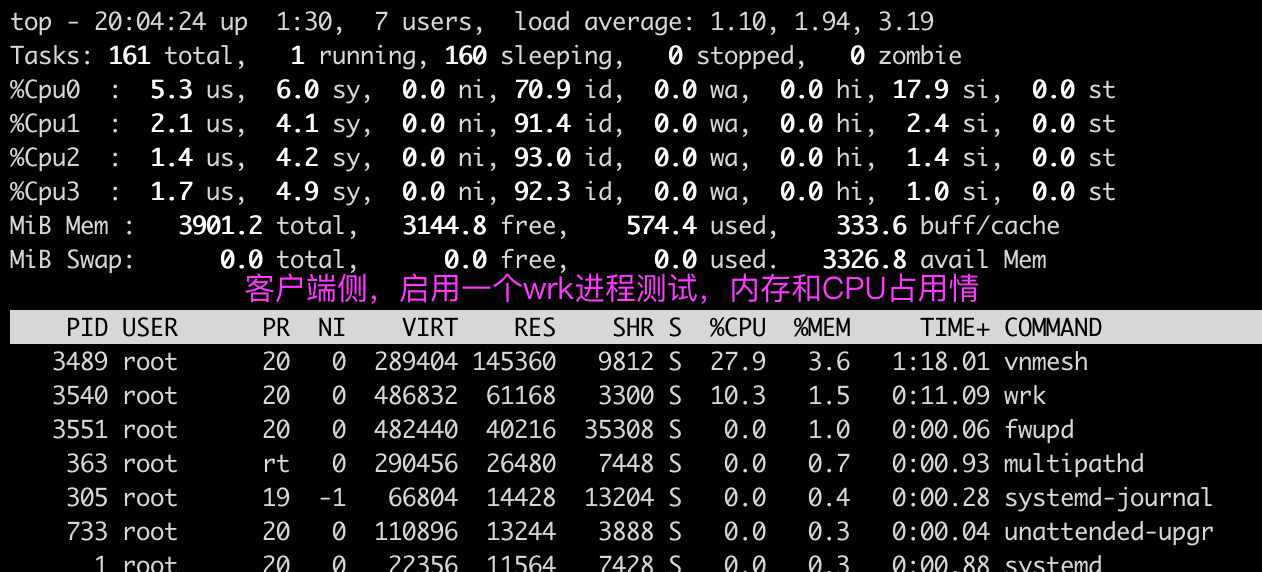 top - 20:04:24 up  1:30,  7 users,  load average: 1.10, 1.94, 3.19
Tasks: 161 total,   1 running, 160 sleeping,   0 stopped,   0 zombie
%Cpu0  :  5.3 us,  6.0 sy,  0.0 ni, 70.9 id,  0.0 wa,  0.0 hi, 17.9 si,  0.0 st
%Cpu1  :  2.1 us,  4.1 sy,  0.0 ni, 91.4 id,  0.0 wa,  0.0 hi,  2.4 si,  0.0 st
%Cpu2  :  1.4 us,  4.2 sy,  0.0 ni, 93.0 id,  0.0 wa,  0.0 hi,  1.4 si,  0.0 st
%Cpu3  :  1.7 us,  4.9 sy,  0.0 ni, 92.3 id,  0.0 wa,  0.0 hi,  1.0 si,  0.0 st
MiB Mem :   3901.2 total,   3144.8 free,    574.4 used,    333.6 buff/cache
MiB Swap:      0.0 total,      0.0 free,      0.0 used.   3326.8 avail Mem
客户端侧，启用一个wrk进程测试，内存和CPU占用情
PID USER      PR  NI    VIRT    RES    SHR S  %CPU  %MEM     TIME+ COMMAND
3489 root      20   0  289404 145360   9812 S  27.9   3.6   1:18.01 vnmesh
3540 root      20   0  486832  61168   3300 S  10.3   1.5   0:11.09 wrk
3551 root      20   0  482440  40216  35308 S   0.0   1.0   0:00.06 fwupd
363 root      rt   0  290456  26480   7448 S   0.0   0.7   0:00.93 multipathd
305 root      19  -1   66804  14428  13204 S   0.0   0.4   0:00.28 systemd-journal
733 root      20   0  110896  13244   3888 S   0.0   0.3   0:00.04 unattended-upgr
1 root      20   0   22356  11564   7428 S   0.0   0.3   0:00.88 systemd